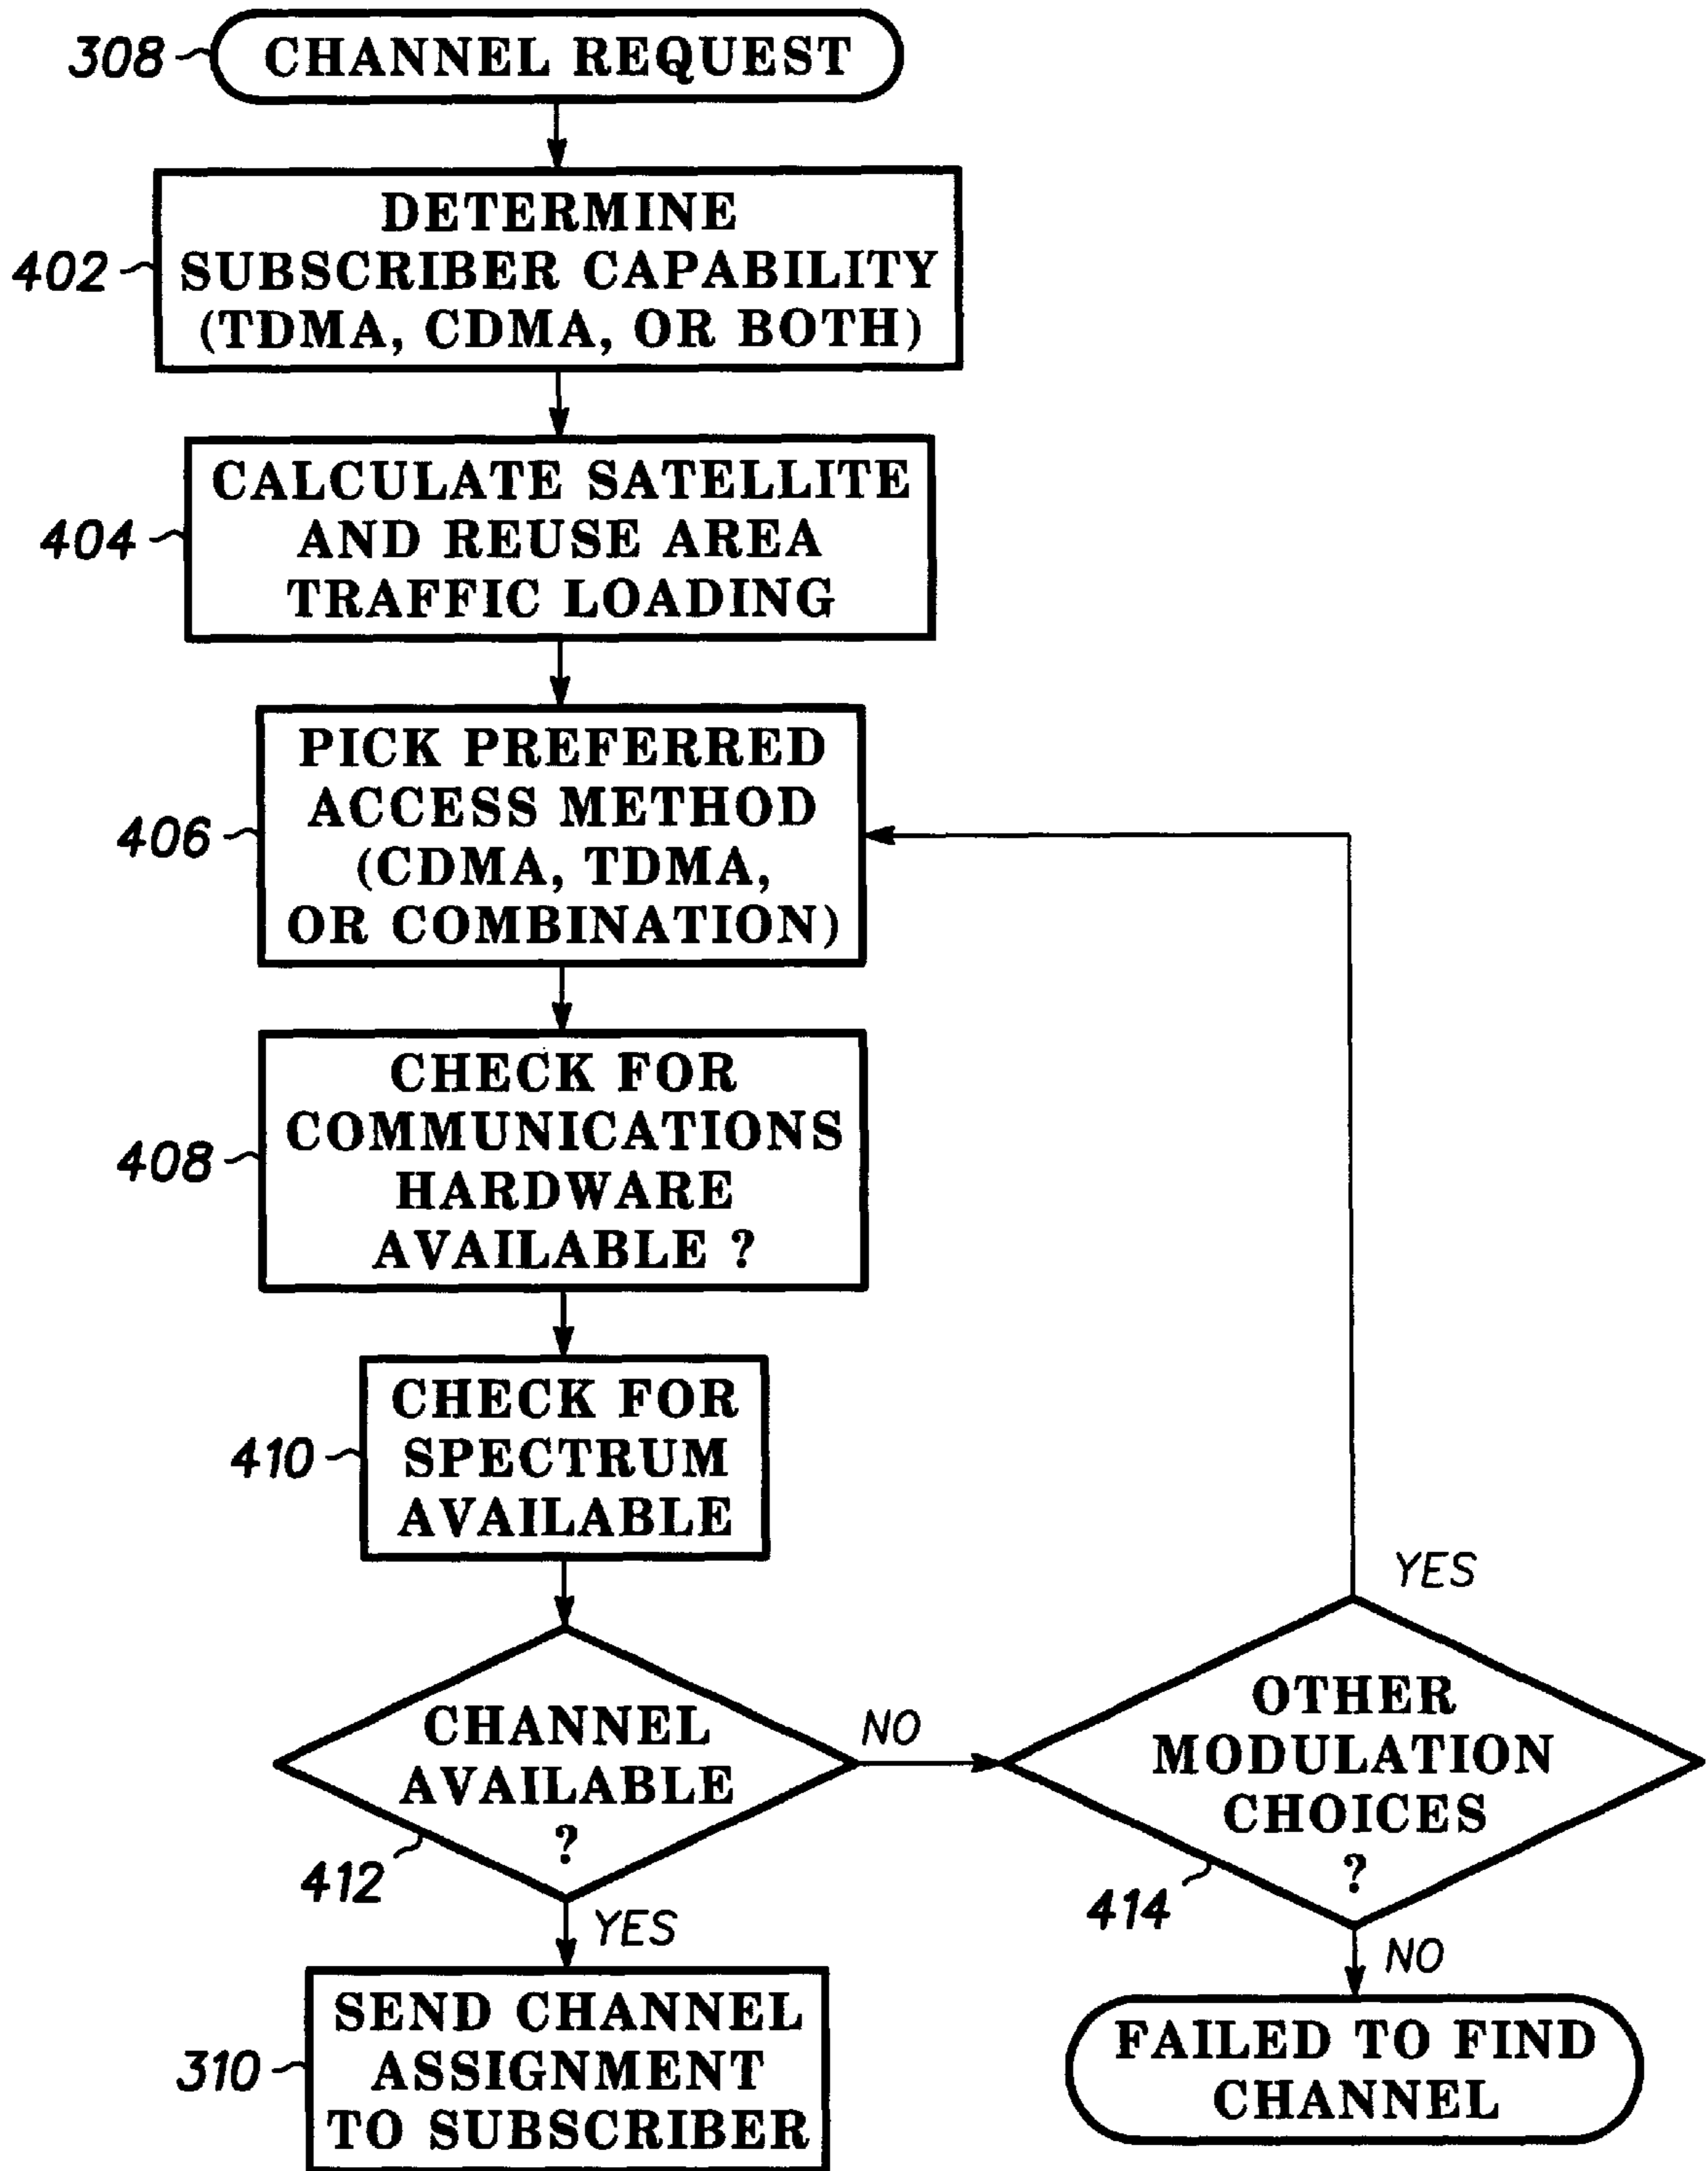 308
CHANNEL REQUEST
402
DETERMINE
SUBSCRIBER CAPABILITY
(TDMA, CDMA, OR BOTH)
404
CALCULATE SATELLITE
AND REUSE AREA
TRAFFIC LOADING
406
PICK PREFERRED
ACCESS METHOD
(CDMA, TDMA,
OR COMBINATION)
408
CHECK FOR
COMMUNICATIONS
HARDWARE
AVAILABLE ?
410
CHECK FOR
SPECTRUM
AVAILABLE
412
CHANNEL
AVAILABLE
?
NO
YES
414
OTHER
MODULATION
CHOICES
?
YES
NO
310
SEND CHANNEL
ASSIGNMENT
TO SUBSCRIBER
FAILED TO FIND
CHANNEL